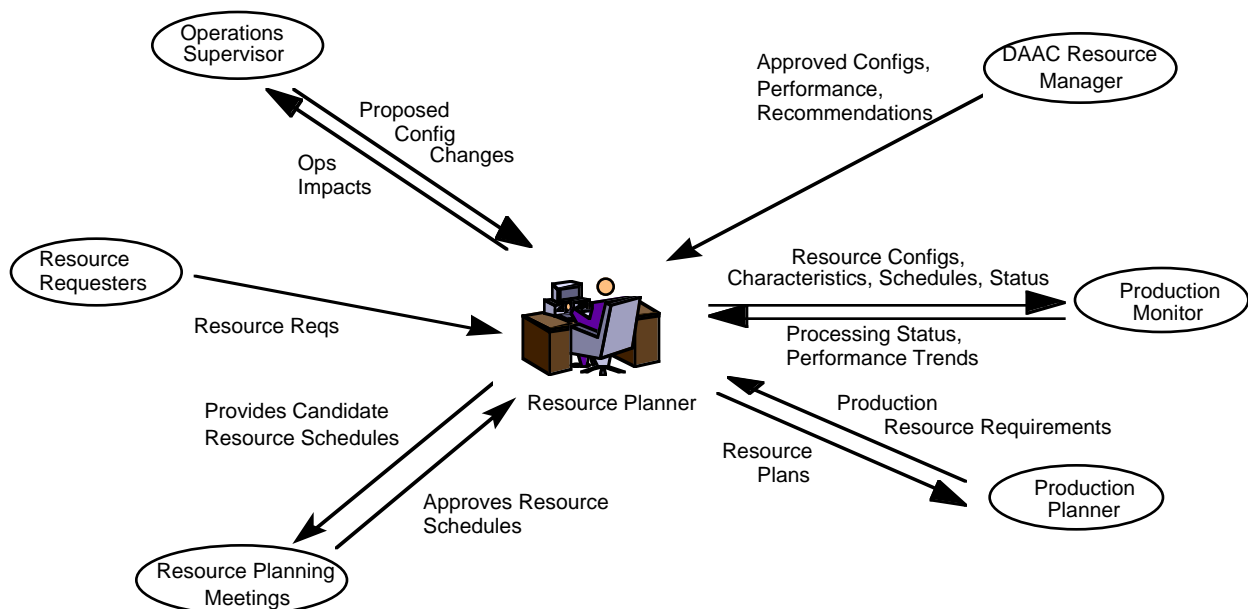 Operations
Supervisor
DAAC Resource
Manager
Approved Configs,
Performance,
Recommendations
Proposed
Config
Changes
Ops
Impacts
Resource
Requesters
Resource Configs,
Characteristics, Schedules, Status
Production
Monitor
Resource Reqs
Processing Status,
Performance Trends
Resource Planner
Provides Candidate
Resource Schedules
Production
Resource Requirements
Resource
Plans
Approves Resource
Schedules
Production
Planner
Resource Planning
Meetings